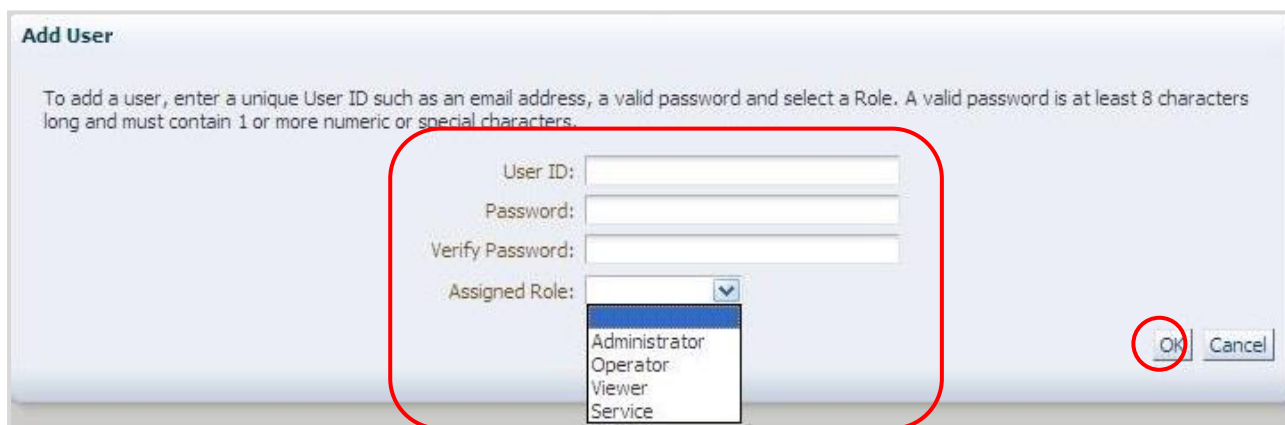 Add User
To add a user, enter a unique User ID such as an email address, a valid password and select a Role. A valid password is at least 8 characters
long and must contain 1 or more numeric or special characters.
User ID:
Password:
Verify Password:
Assigned Role:
Administrator
Operator
Viewer
Service
OK Cancel